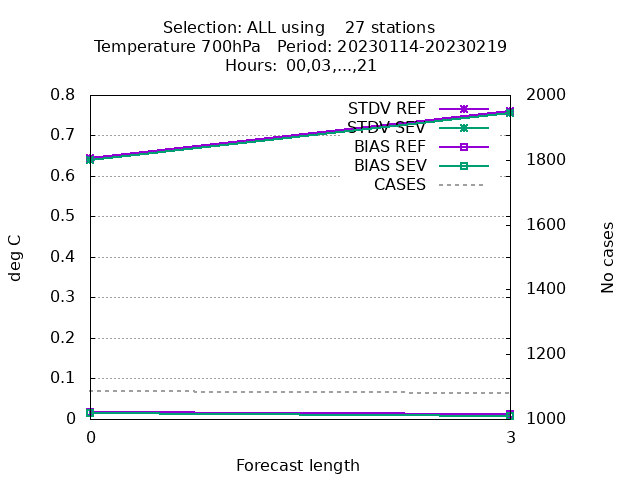 Selection: ALL using 27 stations
Temperature 700hPa Period: 20230114-20230219
Hours: 00,03,...,21
0.8
0.7
0.6
0.5
0.4
0.3
0.2
0.1
0
deg C
STDV REF
STDV SEV
BIAS REF
BIAS SEV
CASES
2000
1800
1600
1400
1200
1000
No cases
0
3
Forecast length